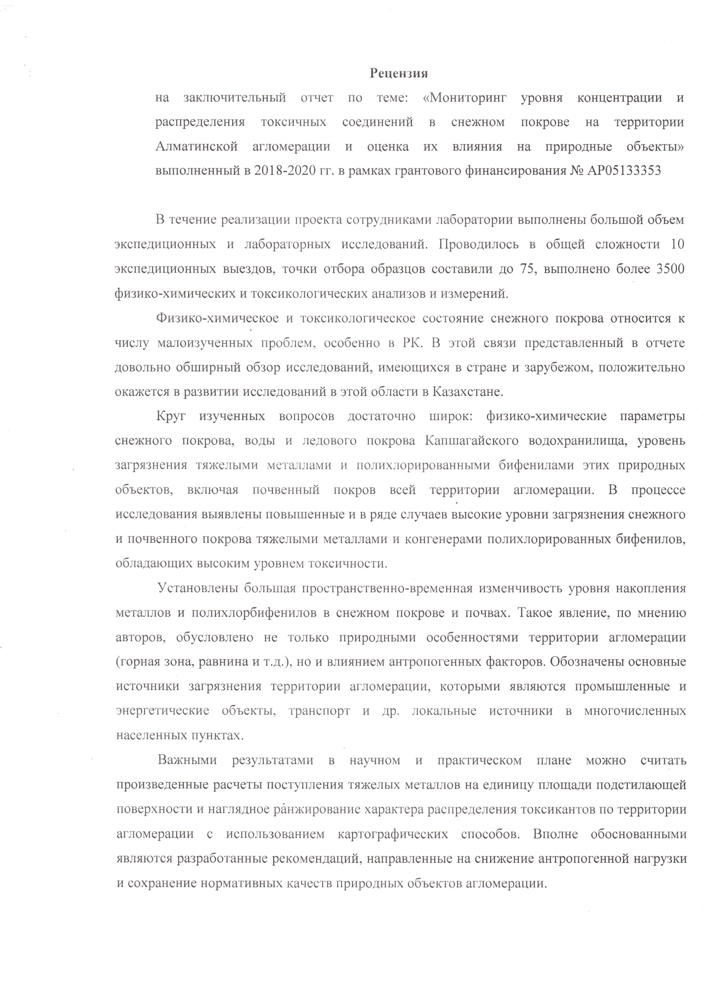 Рецензия
на заключительный отчет по теме: «Мониторинг уровня концентрации и
распределения токсичных соединений в снежном покрове на территории
Алматинской агломерации и оценка их влияния на природные объекты»
выполненный в 2018-2020 гг. в рамках грантового финансирования № АР05133353
В течение реализации проекта сотрудниками лаборатории выполнены большой объем
экспедиционных и лабораторных исследований. Проводилось в общей сложности 10
экспедиционных выездов, точки отбора образцов составили до 75, выполнено более 3500
физико-химических и токсикологических анализов и измерений.
Физико-химическое и токсикологическое состояние снежного покрова относится к
числу малоизученных проблем, особенно в РК. В этой связи представленный в отчете
довольно обширный обзор исследований, имеющихся в стране и зарубежом, положительно
окажется в развитии исследований в этой области в Казахстане.
Круг изученных вопросов достаточно широк: физико-химические параметры
снежного покрова, воды и ледового покрова Капшагайского водохранилища, уровень
загрязнения тяжелыми металлами и полихлорированными бифенилами этих природных
объектов, включая почвенный покров всей территории агломерации. В процессе
исследования выявлены повышенные и в ряде случаев высокие уровни загрязнения снежного
и почвенного покрова тяжелыми металлами и конгенерами полихлорированных бифенилов,
обладающих высоким уровнем токсичности.
Установлены большая пространственно-временная изменчивость уровня накопления
металлов и полихлорбифенилов в снежном покрове и почвах. Такое явление, по мнению
авторов, обусловлено не только природными особенностями территории агломерации
(горная зона, равнина и т.д.), но и влиянием антропогенных факторов. Обозначены основные
источники загрязнения территории агломерации, которыми являются промышленные и
энергетические объекты, транспорт и др. локальные источники в многочисленных
населенных пунктах.
Важными результатами в научном и практическом плане можно считать
произведенные расчеты поступления тяжелых металлов на единицу площади подстилающей
поверхности и наглядное ранжирование характера распределения токсикантов по территории
агломерации с использованием картографических способов. Вполне обоснованными
являются разработанные рекомендаций, направленные на снижение антропогенной нагрузки
и сохранение нормативных качеств природных объектов агломерации.